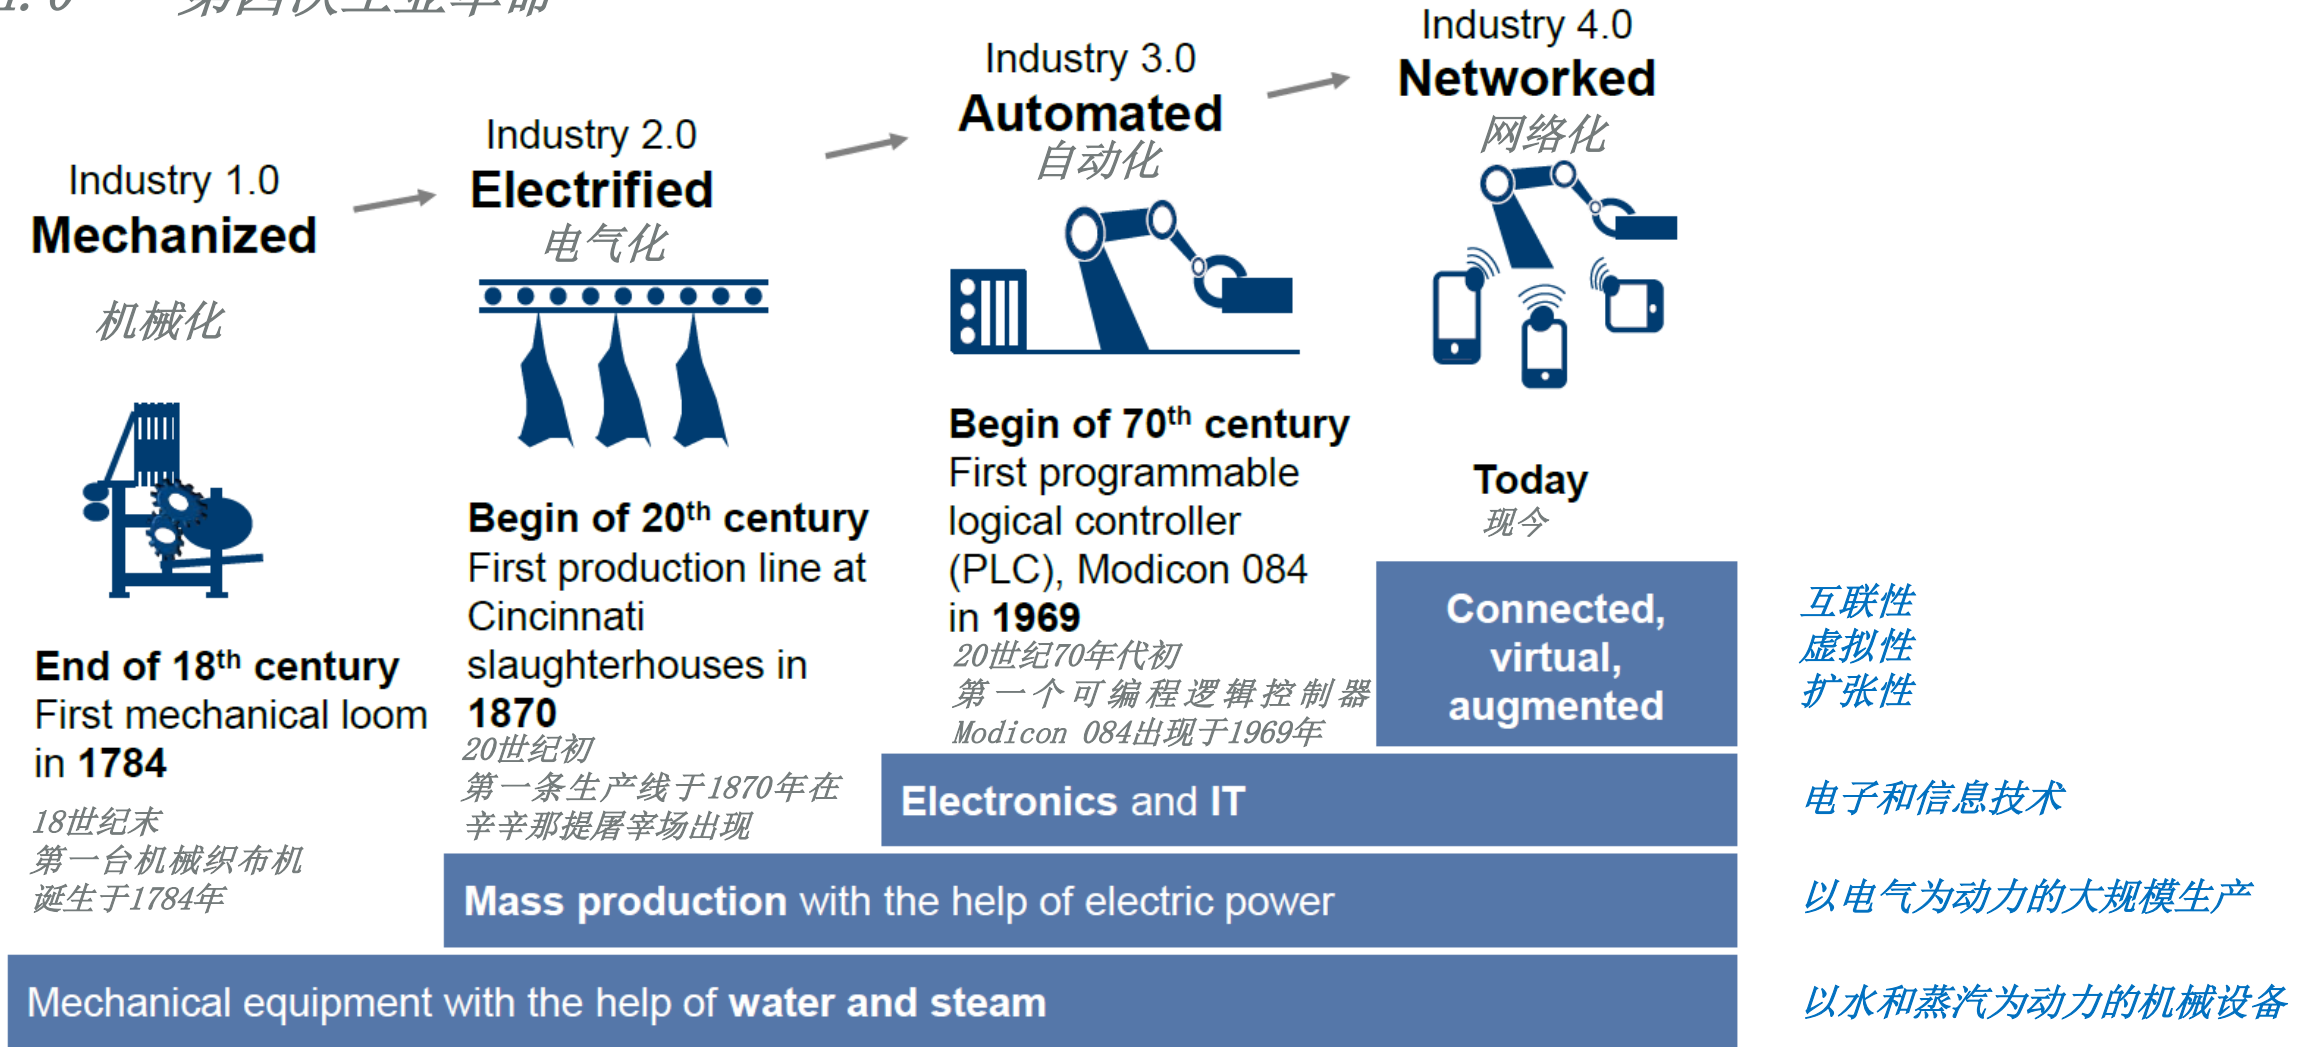 第四次工业革命
Industry 1.0
Mechanized
机械化
End of 18th century
First mechanical loom
in 1784
18世纪末
第一台机械织布机
诞生于1784年
Industry 2.0
Electrified
电气化
Begin of 20th century
First production line at
Cincinnati
slaughterhouses in
1870
20世纪初
第一条生产线于1870年在
辛辛那提屠宰场出现
Industry 3.0
Automated
自动化
Begin of 70th century
First programmable
logical controller
(PLC), Modicon 084
in 1969
20世纪70年代初
第一个可编程逻辑控制器
Modicon 084出现于1969年
Industry 4.0
Networked
网络化
Today
现今
Connected,
virtual,
augmented
互联性
虚拟性
扩张性
Electronics and IT
电子和信息技术
Mass production with the help of electric power
以电气为动力的大规模生产
Mechanical equipment with the help of water and steam
以水和蒸汽为动力的机械设备